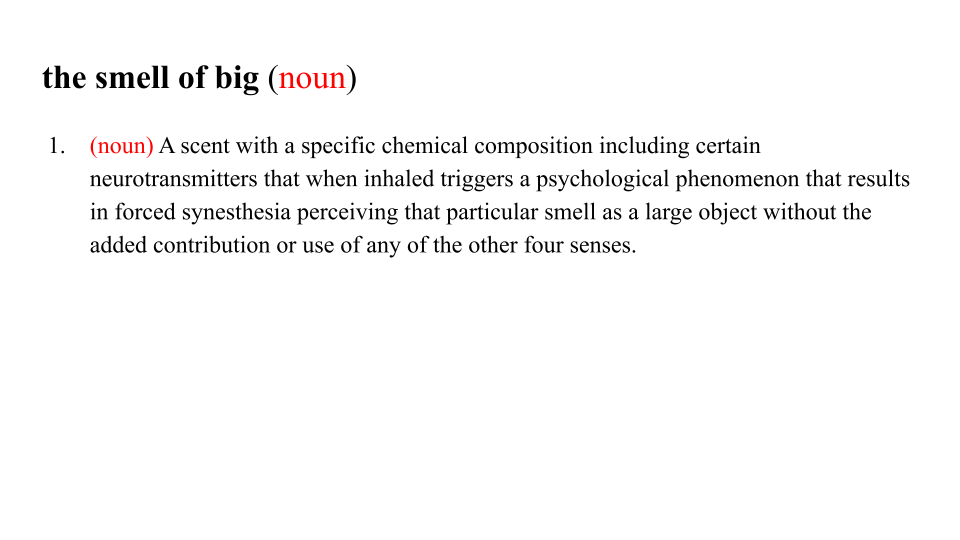 the smell of big (noun)
1. (noun) A scent with a specific chemical composition including certain
neurotransmitters that when inhaled triggers a psychological phenomenon that results
in forced synesthesia perceiving that particular smell as a large object without the
added contribution or use of any of the other four senses.